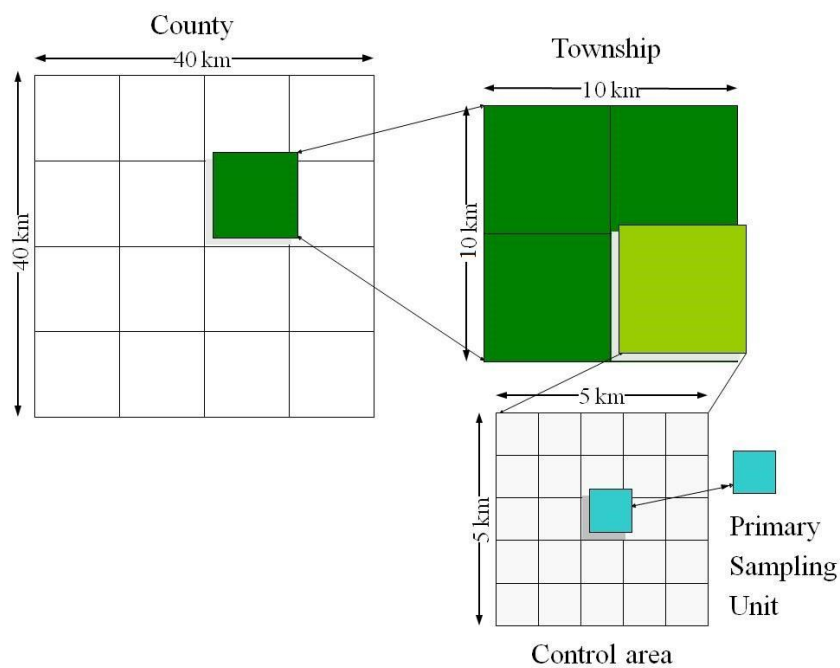 County
40 km
40 km
Township
10 km
10 km
5 km
5 km
Primary
Sampling
Unit
Control area